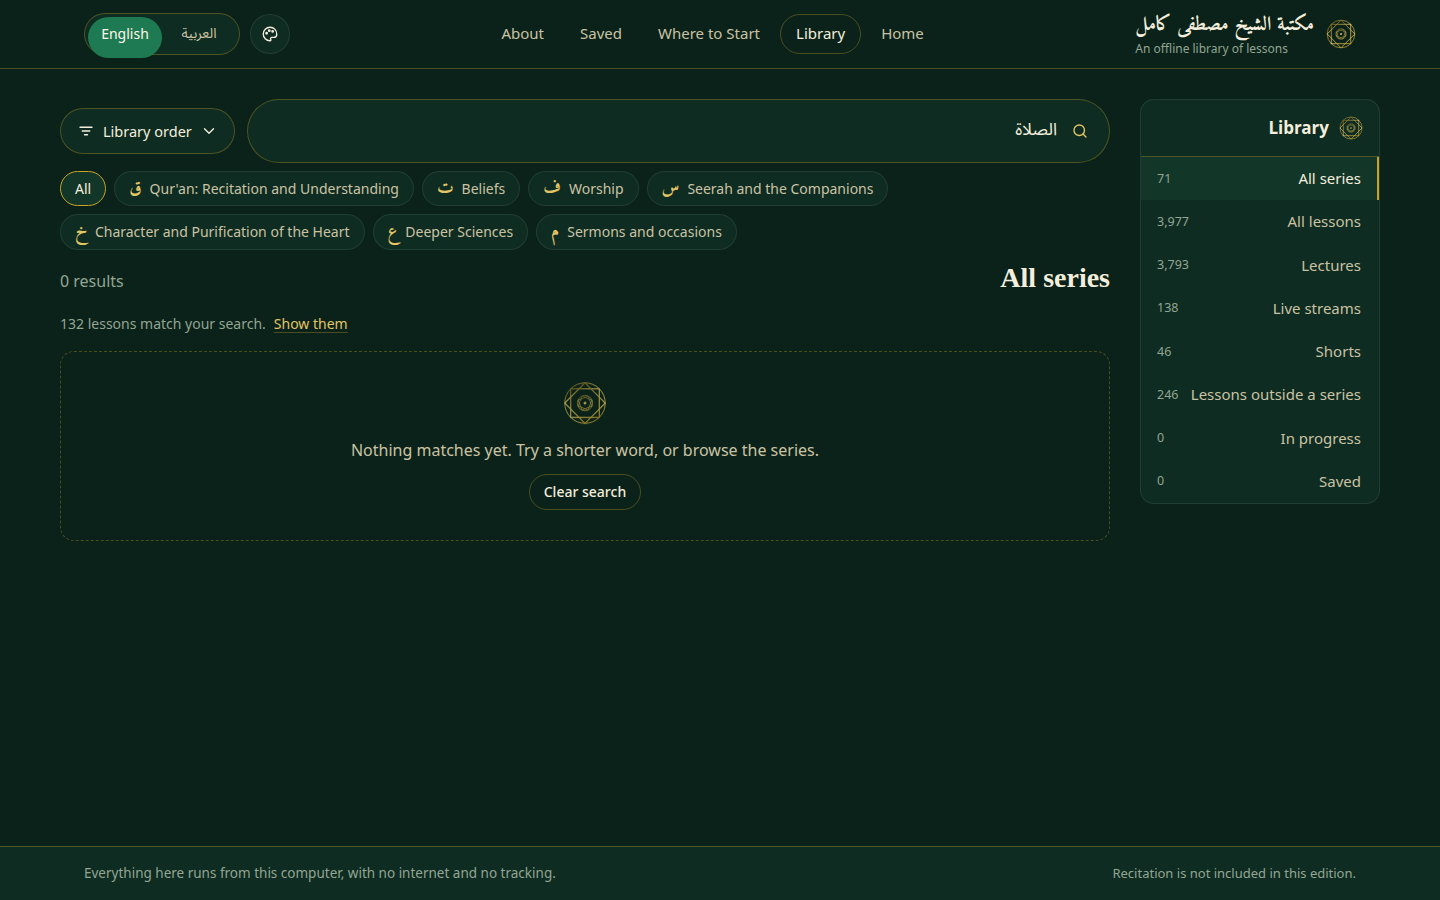 مكتبة الشيخ مصطفى كامل
An offline library of lessons
Home
Library
Where to Start
Saved
About
العربية
English
Library
All series 71
All lessons 3,977
Lectures 3,793
Live streams 138
Shorts 46
Lessons outside a series 246
In progress 0
Saved 0
الصلاة
Library order
All
ق Qur'an: Recitation and Understanding
ت Beliefs
ف Worship
س Seerah and the Companions
خ Character and Purification of the Heart
ع Deeper Sciences
م Sermons and occasions
All series
0 results
132 lessons match your search. Show them
Nothing matches yet. Try a shorter word, or browse the series.
Clear search
Everything here runs from this computer, with no internet and no tracking.
Recitation is not included in this edition.